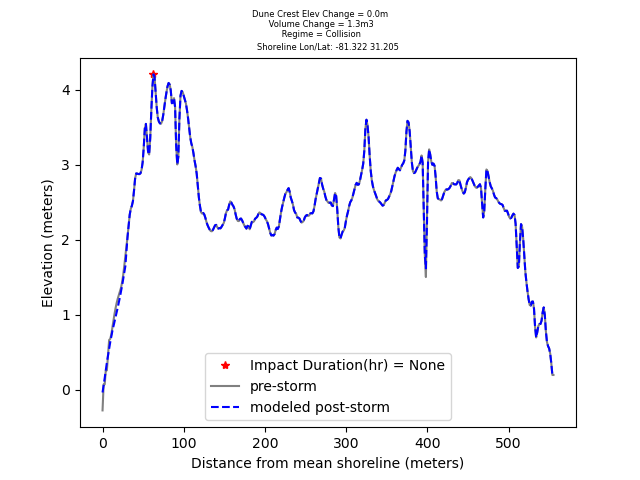 Dune Crest Elev Change = 0.0m
Volume Change = 1.3m3
Regime = Collision
Shoreline Lon/Lat: -81.322 31.205
4
3
2
1
0
Elevation (meters)
Impact Duration(hr) = None
pre-storm
modeled post-storm
0 100 200 300 400 500
Distance from mean shoreline (meters)